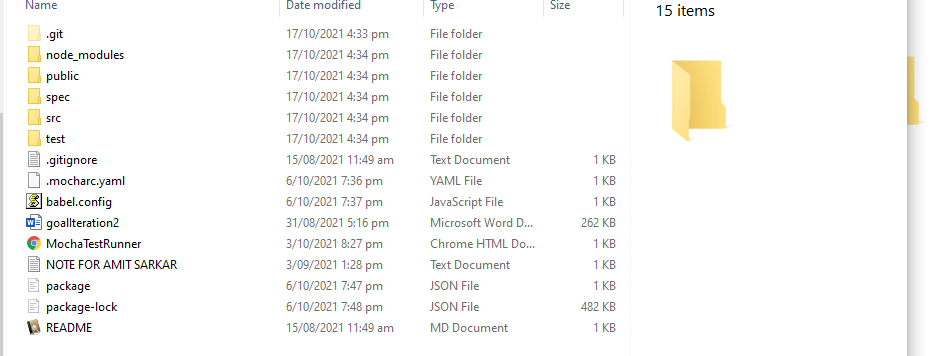 Name Date modified Type Size
15 items
.git 17/10/2021 4:33 pm File folder
node_modules 17/10/2021 4:34 pm File folder
public 17/10/2021 4:34 pm File folder
spec 17/10/2021 4:34 pm File folder
src 17/10/2021 4:34 pm File folder
test 17/10/2021 4:34 pm File folder
.gitignore 15/08/2021 11:49 am Text Document 1 KB
.mocharc.yaml 6/10/2021 7:36 pm YAML File 1 KB
babel.config 6/10/2021 7:37 pm JavaScript File 1 KB
goalIteration2 31/08/2021 5:16 pm Microsoft Word D... 262 KB
MochaTestRunner 3/10/2021 8:27 pm Chrome HTML Do... 1 KB
NOTE FOR AMIT SARKAR 3/09/2021 1:28 pm Text Document 1 KB
package 6/10/2021 7:47 pm JSON File 1 KB
package-lock 6/10/2021 7:48 pm JSON File 482 KB
README 15/08/2021 11:49 am MD Document 1 KB